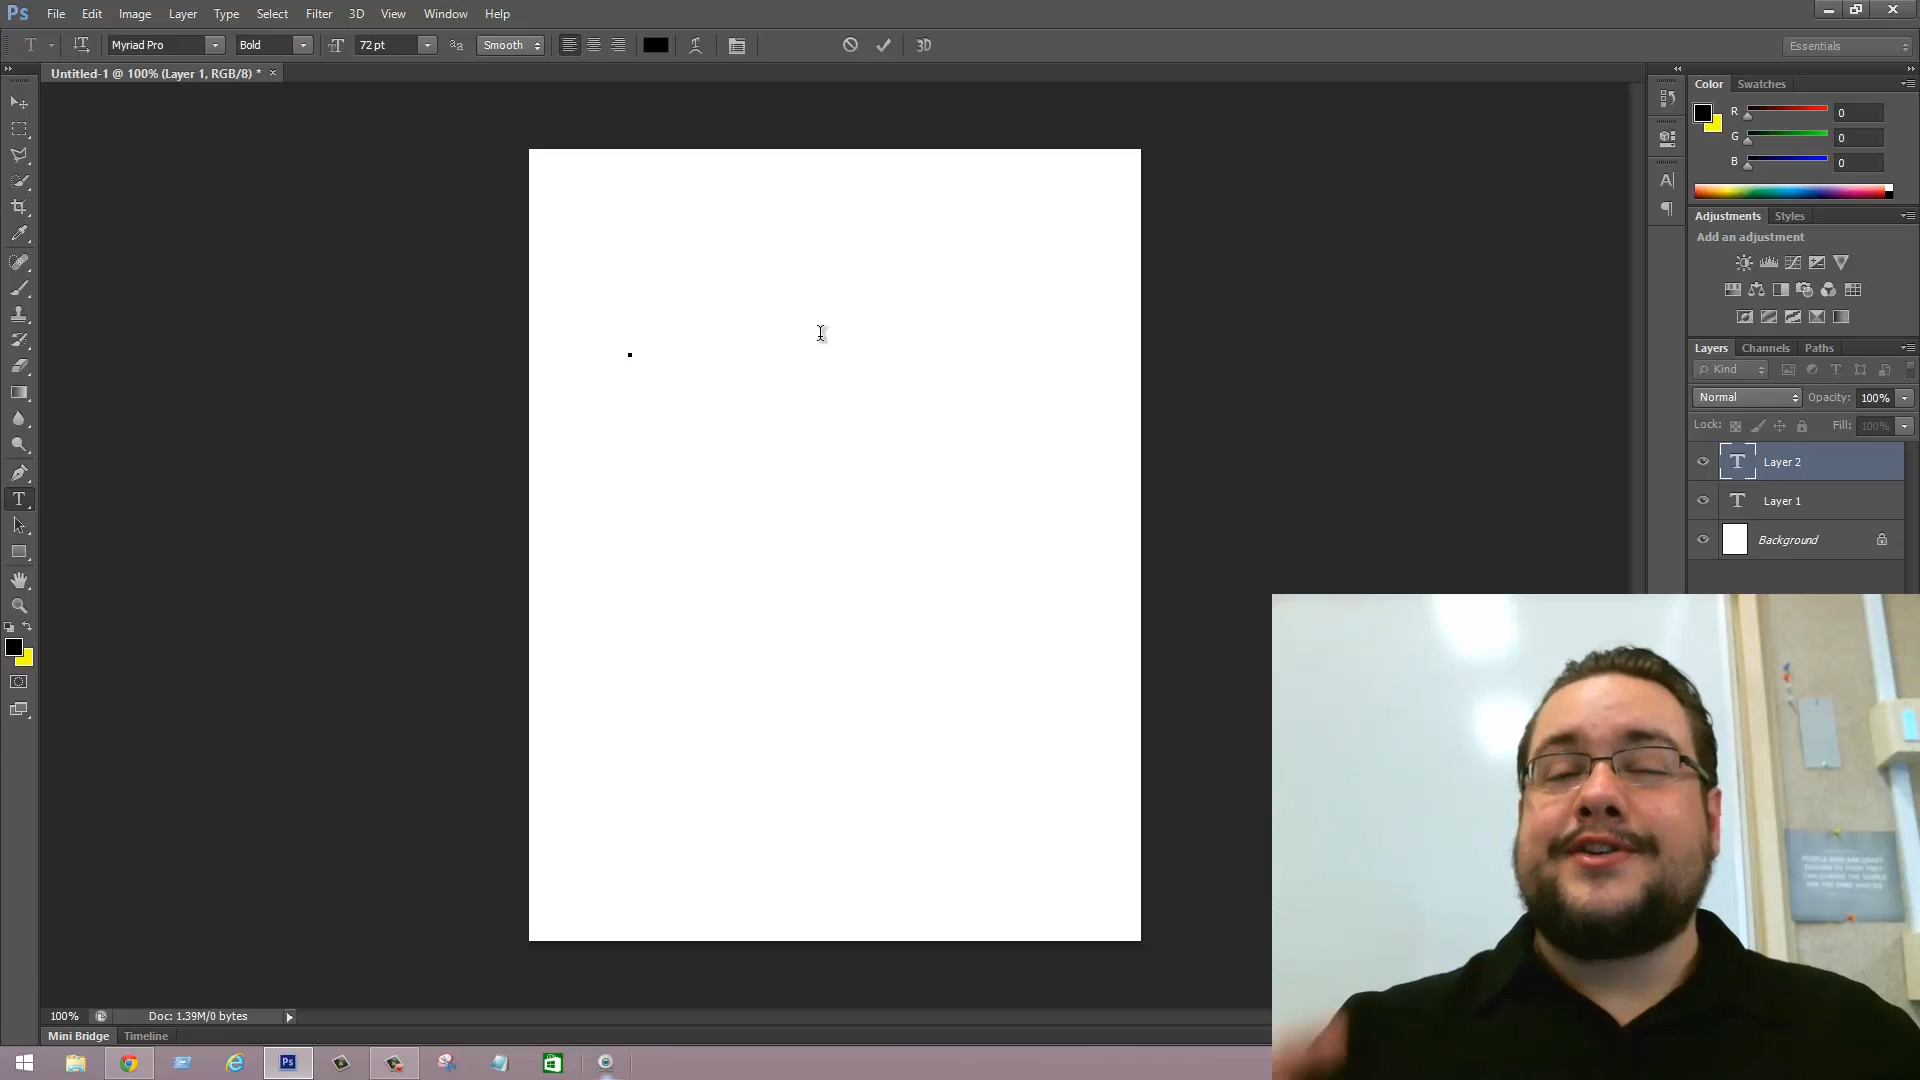 Ps File Edit Image Layer Type Select Filter 3D View Window Help
T Myriad Pro Bold 72 pt aa Smooth 3D Essentials
Untitled-1 @ 100% (Layer 1, RGB/8) * ×
Color Swatches
R 0
G 0
B 0
Adjustments Styles
Add an adjustment
Layers Channels Paths
Kind
Normal Opacity: 100%
Lock: Fill: 100%
Layer 2
Layer 1
Background
100% Doc: 1.39M/0 bytes
Mini Bridge Timeline
Ps